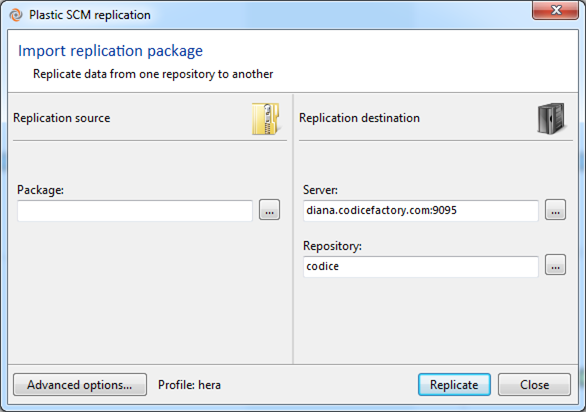 Plastic SCM replication
Import replication package
Replicate data from one repository to another
Replication source
Replication destination
Package:
...
Server:
diana.codicefactory.com:9095
...
Repository:
codice
...
Advanced options...
Profile: hera
Replicate
Close